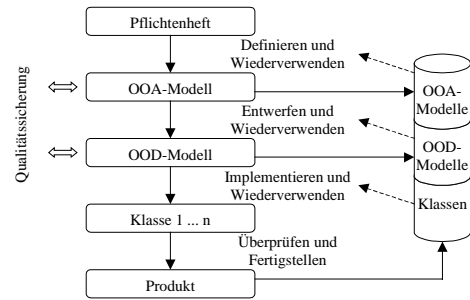 Pflichtenheft
Definieren und
Wiederverwenden
OOA-Modell
OOA-
Modelle
Entwerfen und
Wiederverwenden
OOD-Modell
OOD-
Modelle
Implementieren und
Wiederverwenden
Klassen
Klasse 1 ... n
Überprüfen und
Fertigstellen
Produkt
Qualitätssicherung